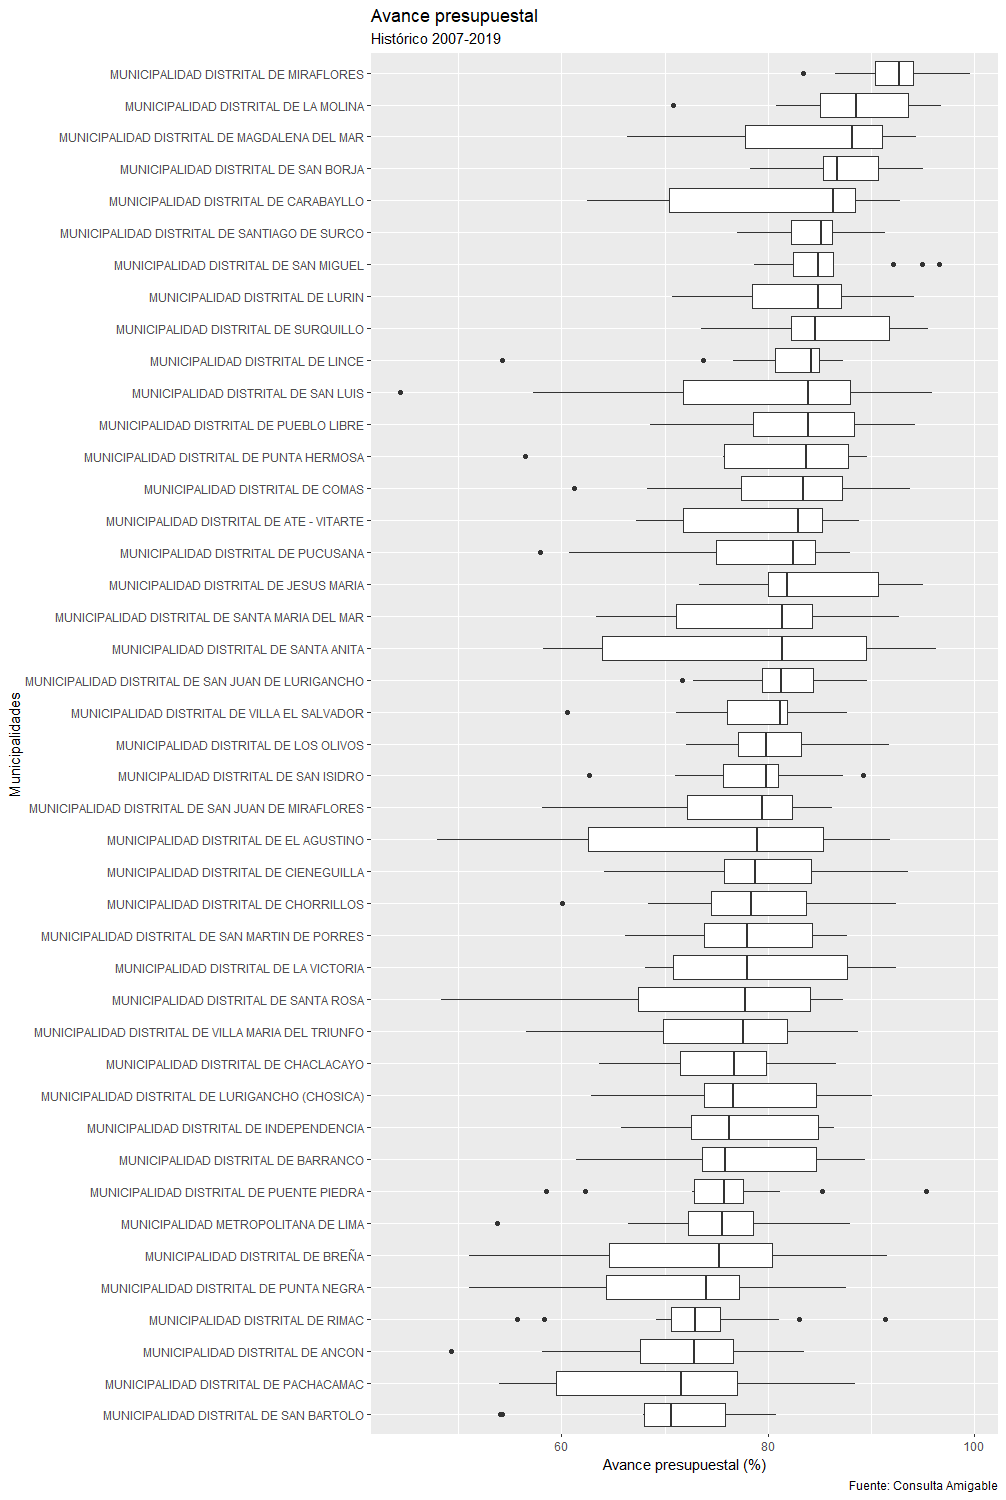 Avance presupuestal
Histórico 2007-2019
MUNICIPALIDAD DISTRITAL DE MIRAFLORES
MUNICIPALIDAD DISTRITAL DE LA MOLINA
MUNICIPALIDAD DISTRITAL DE MAGDALENA DEL MAR
MUNICIPALIDAD DISTRITAL DE SAN BORJA
MUNICIPALIDAD DISTRITAL DE CARABAYLLO
MUNICIPALIDAD DISTRITAL DE SANTIAGO DE SURCO
MUNICIPALIDAD DISTRITAL DE SAN MIGUEL
MUNICIPALIDAD DISTRITAL DE LURIN
MUNICIPALIDAD DISTRITAL DE SURQUILLO
MUNICIPALIDAD DISTRITAL DE LINCE
MUNICIPALIDAD DISTRITAL DE SAN LUIS
MUNICIPALIDAD DISTRITAL DE PUEBLO LIBRE
MUNICIPALIDAD DISTRITAL DE PUNTA HERMOSA
MUNICIPALIDAD DISTRITAL DE COMAS
MUNICIPALIDAD DISTRITAL DE ATE - VITARTE
MUNICIPALIDAD DISTRITAL DE PUCUSANA
MUNICIPALIDAD DISTRITAL DE JESUS MARIA
MUNICIPALIDAD DISTRITAL DE SANTA MARIA DEL MAR
MUNICIPALIDAD DISTRITAL DE SANTA ANITA
MUNICIPALIDAD DISTRITAL DE SAN JUAN DE LURIGANCHO
MUNICIPALIDAD DISTRITAL DE VILLA EL SALVADOR
MUNICIPALIDAD DISTRITAL DE LOS OLIVOS
MUNICIPALIDAD DISTRITAL DE SAN ISIDRO
MUNICIPALIDAD DISTRITAL DE SAN JUAN DE MIRAFLORES
MUNICIPALIDAD DISTRITAL DE EL AGUSTINO
MUNICIPALIDAD DISTRITAL DE CIENEGUILLA
MUNICIPALIDAD DISTRITAL DE CHORRILLOS
MUNICIPALIDAD DISTRITAL DE SAN MARTIN DE PORRES
MUNICIPALIDAD DISTRITAL DE LA VICTORIA
MUNICIPALIDAD DISTRITAL DE SANTA ROSA
MUNICIPALIDAD DISTRITAL DE VILLA MARIA DEL TRIUNFO
MUNICIPALIDAD DISTRITAL DE CHACLACAYO
MUNICIPALIDAD DISTRITAL DE LURIGANCHO (CHOSICA)
MUNICIPALIDAD DISTRITAL DE INDEPENDENCIA
MUNICIPALIDAD DISTRITAL DE BARRANCO
MUNICIPALIDAD DISTRITAL DE PUENTE PIEDRA
MUNICIPALIDAD METROPOLITANA DE LIMA
MUNICIPALIDAD DISTRITAL DE BREÑA
MUNICIPALIDAD DISTRITAL DE PUNTA NEGRA
MUNICIPALIDAD DISTRITAL DE RIMAC
MUNICIPALIDAD DISTRITAL DE ANCON
MUNICIPALIDAD DISTRITAL DE PACHACAMAC
MUNICIPALIDAD DISTRITAL DE SAN BARTOLO
Municipalidades
60 80 100
Avance presupuestal (%)
Fuente: Consulta Amigable